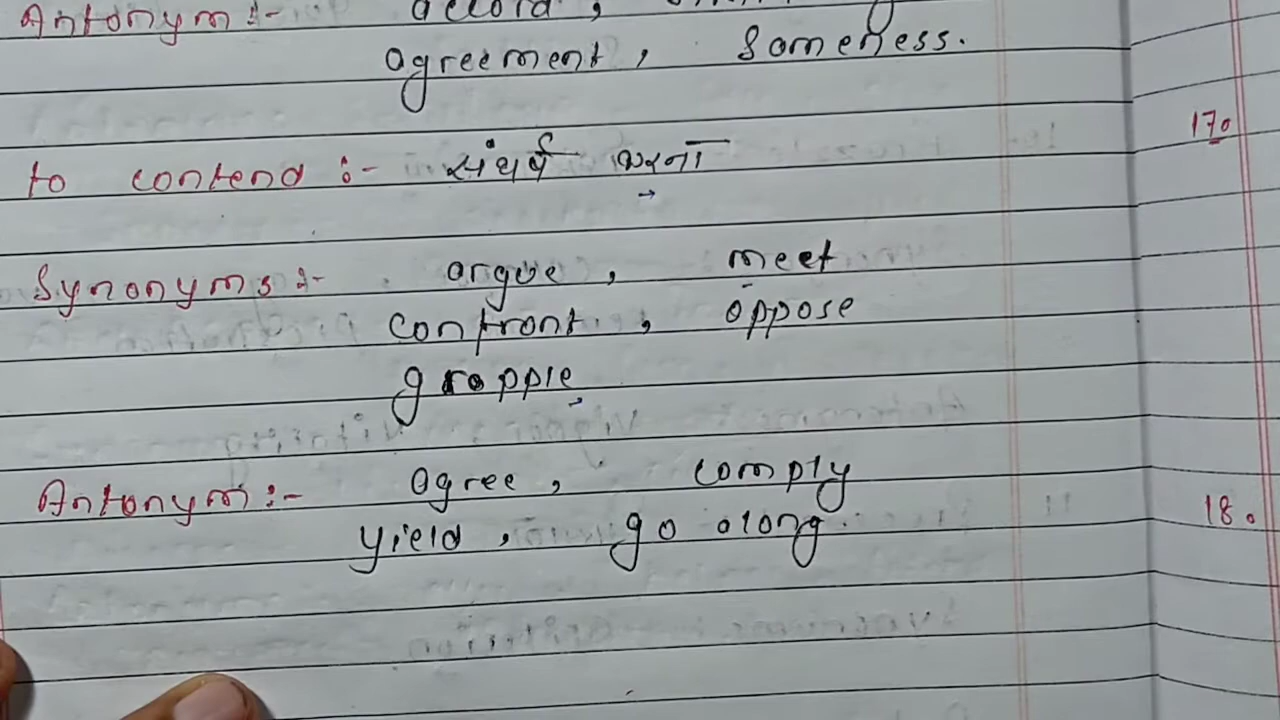 Antonym:- accord,
agreement, Sameness.
17.
to contend :- संघर्ष करना
Synonyms:- argue, meet
confront, oppose
grapple
Antonym:- agree, comply
18.
yield, go along.